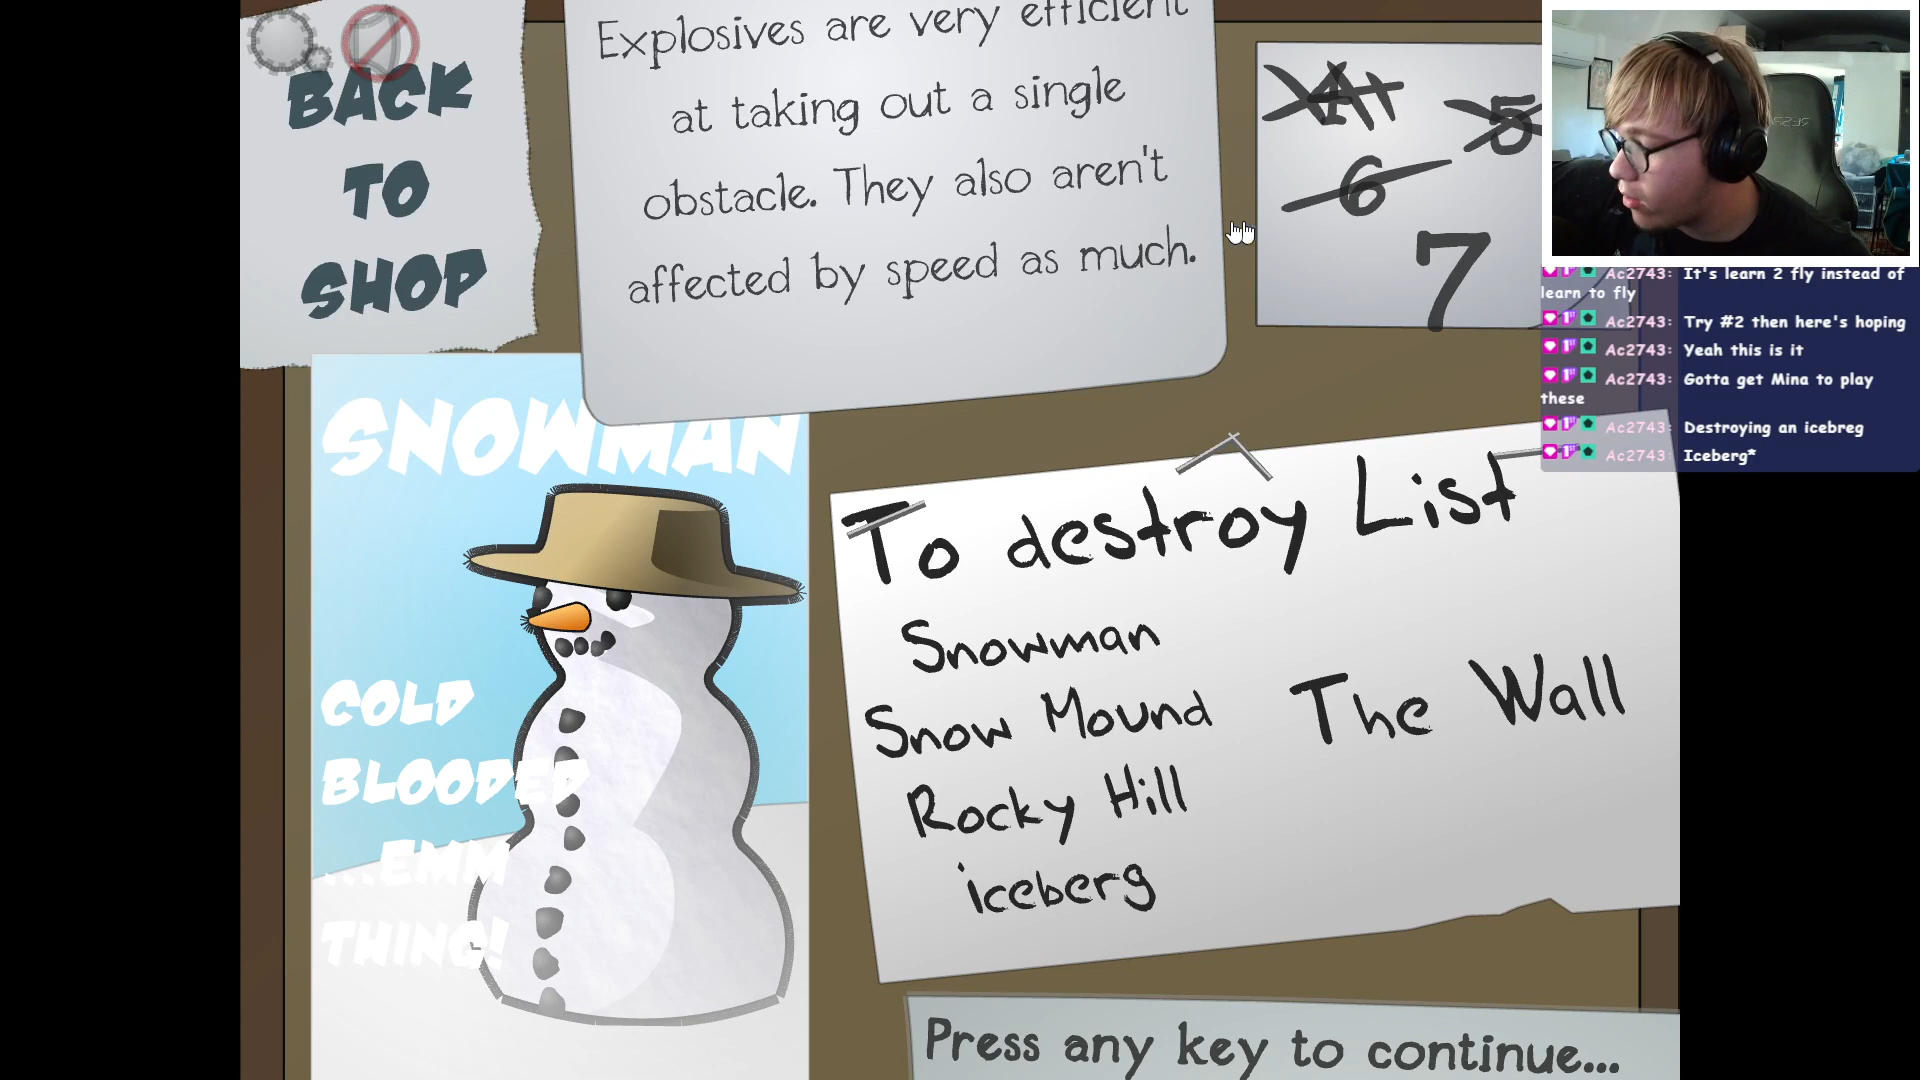 BACK
TO
SHOP
Explosives are very efficient
at taking out a single
obstacle. They also aren't
affected by speed as much.
5
6
7
Ac2743: It's learn 2 fly instead of
learn to fly
Ac2743: Try #2 then here's hoping
Ac2743: Yeah this is it
Ac2743: Gotta get Mina to play
these
Ac2743: Destroying an icebreg
Ac2743: Iceberg*
SNOWMAN
COLD
BLOODED
...EMM
THING!
To destroy List
Snowman
Snow Mound
The Wall
Rocky Hill
iceberg
Press any key to continue...